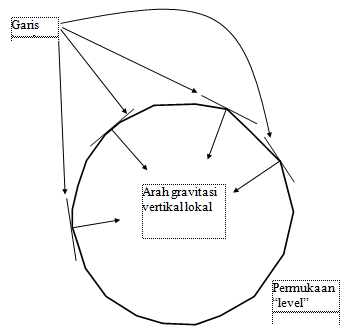 Garis
Arah gravitasi
vertikal lokal
Permukaan
“level”